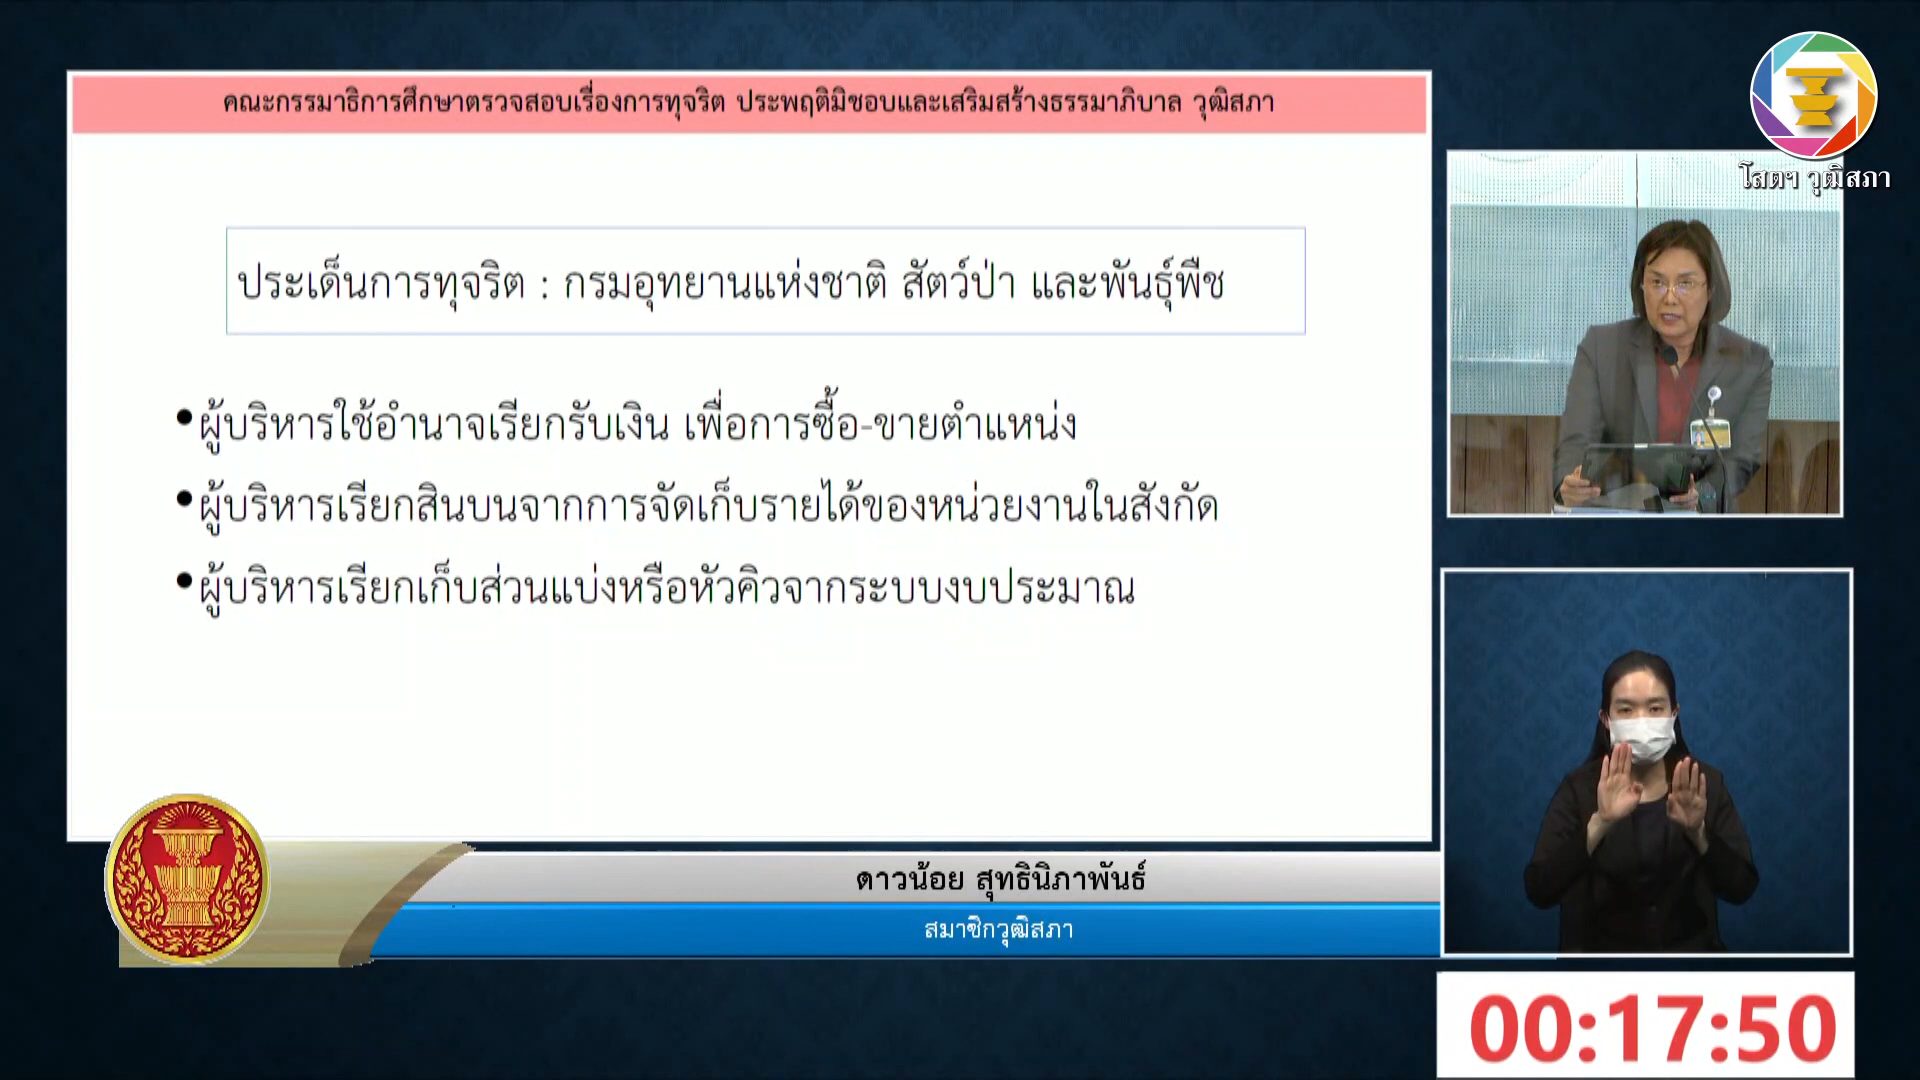 คณะกรรมาธิการศึกษาตรวจสอบเรื่องการทุจริต ประพฤติมิชอบและเสริมสร้างธรรมาภิบาล วุฒิสภา
โสตฯ วุฒิสภา
ประเด็นการทุจริต : กรมอุทยานแห่งชาติ สัตว์ป่า และพันธุ์พืช
•ผู้บริหารใช้อำนาจเรียกรับเงิน เพื่อการซื้อ-ขายตำแหน่ง
•ผู้บริหารเรียกสินบนจากการจัดเก็บรายได้ของหน่วยงานในสังกัด
•ผู้บริหารเรียกเก็บส่วนแบ่งหรือหัวคิวจากระบบงบประมาณ
ดาวน้อย สุทธินิภาพันธ์
สมาชิกวุฒิสภา
00:17:50